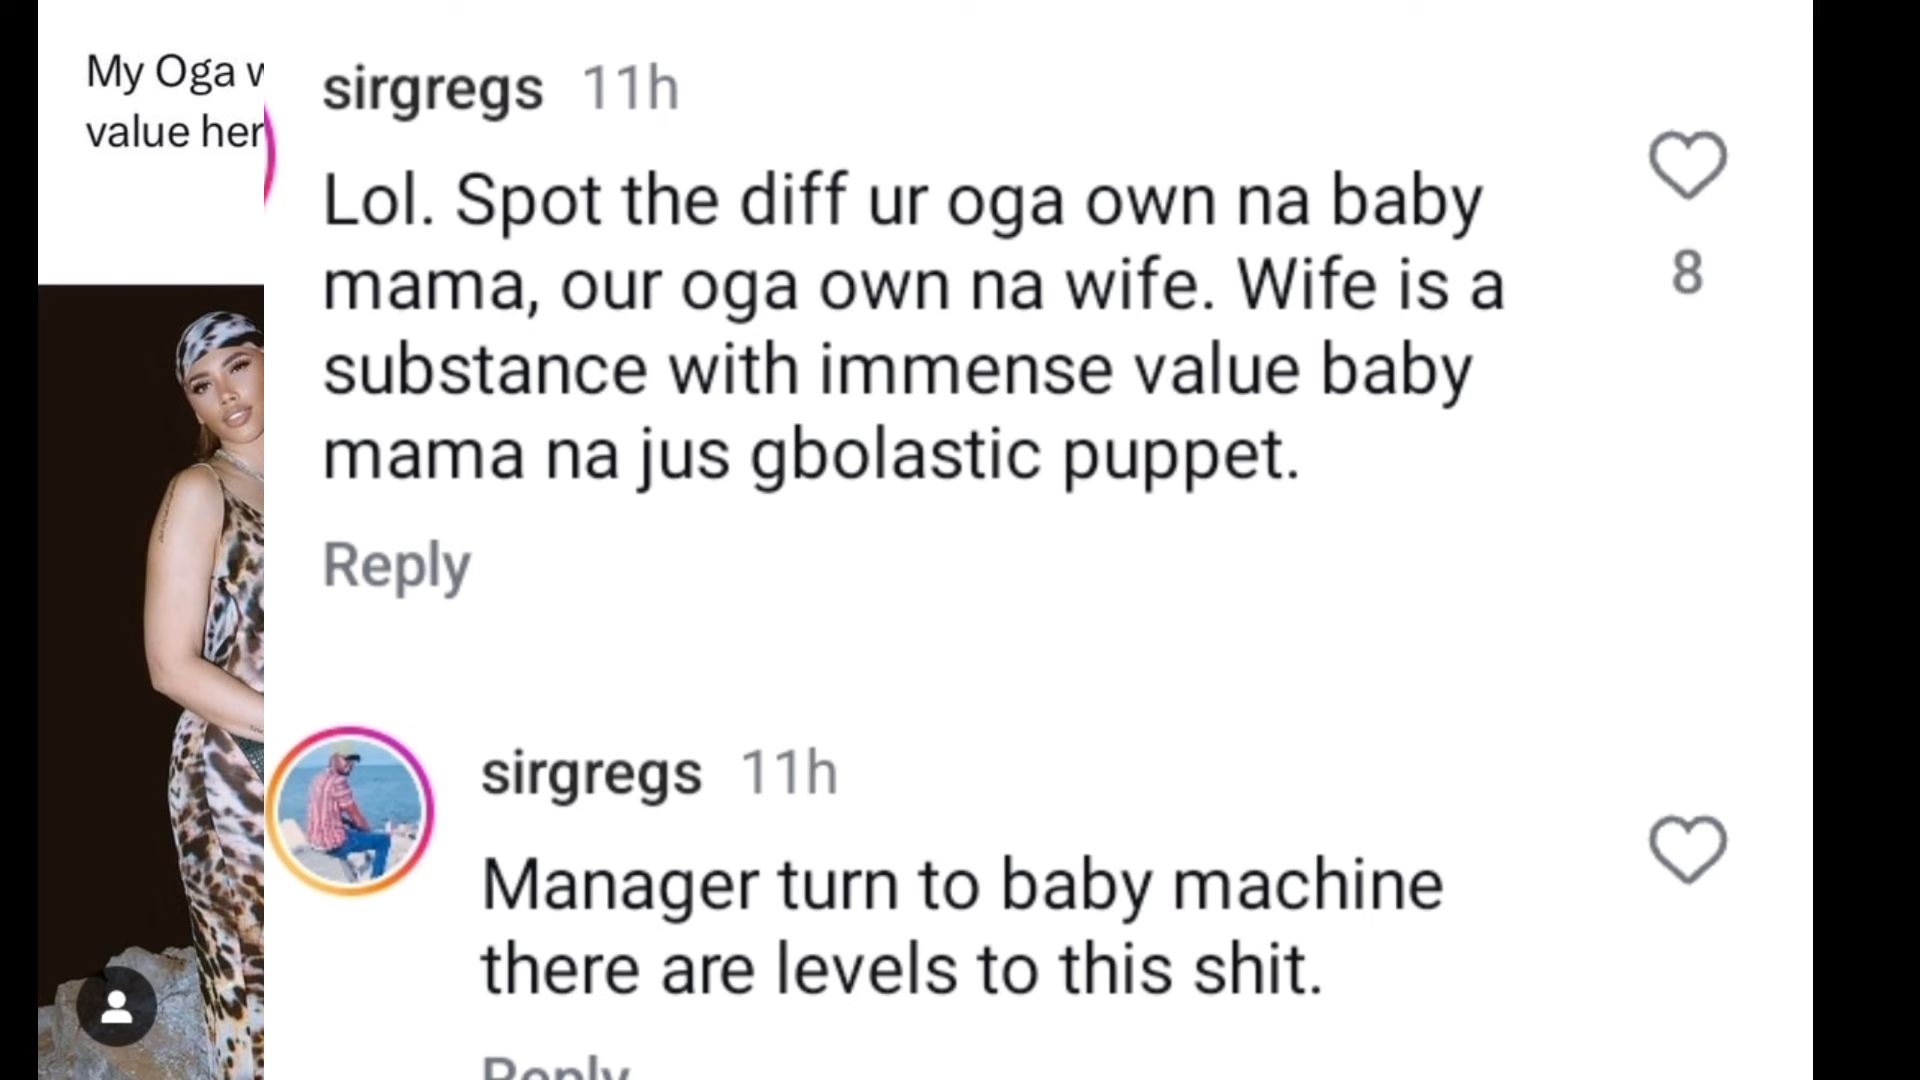 My Oga
value her
sirgregs 11h
Lol. Spot the diff ur oga own na baby
mama, our oga own na wife. Wife is a
substance with immense value baby
mama na jus gbolastic puppet.
8
Reply
sirgregs 11h
Manager turn to baby machine
there are levels to this shit.
Reply